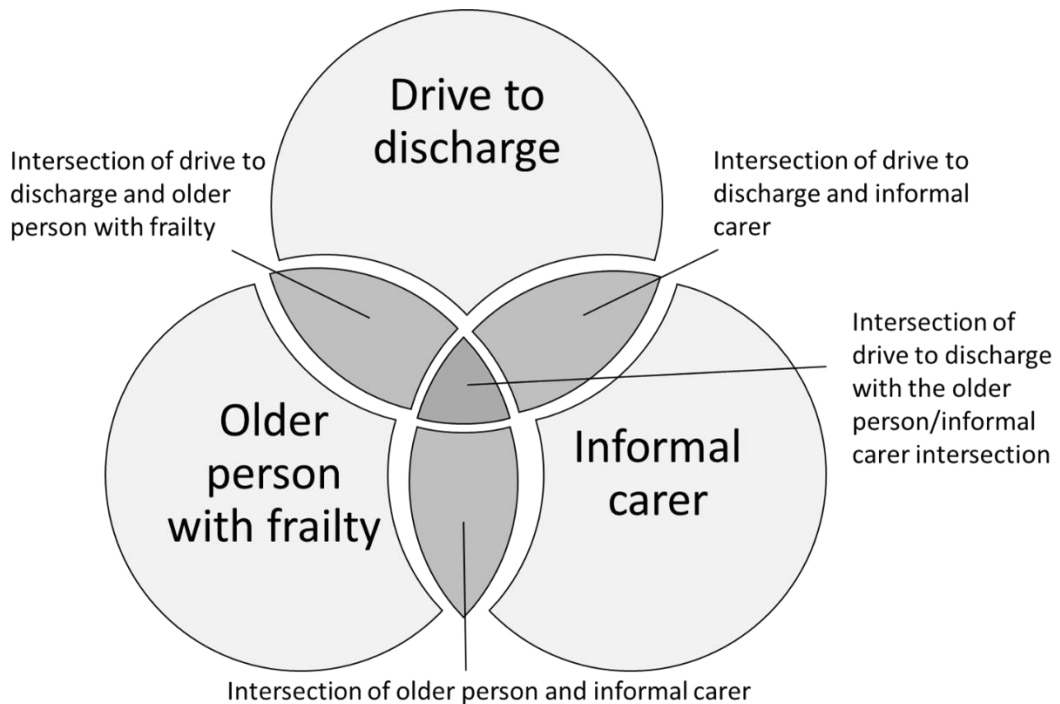 Drive to
discharge
Intersection of drive to
discharge and older
person with frailty
Intersection of drive to
discharge and informal
carer
Intersection of
drive to discharge
with the older
person/informal
carer intersection
Older
person
with frailty
Informal
carer
Intersection of older person and informal carer